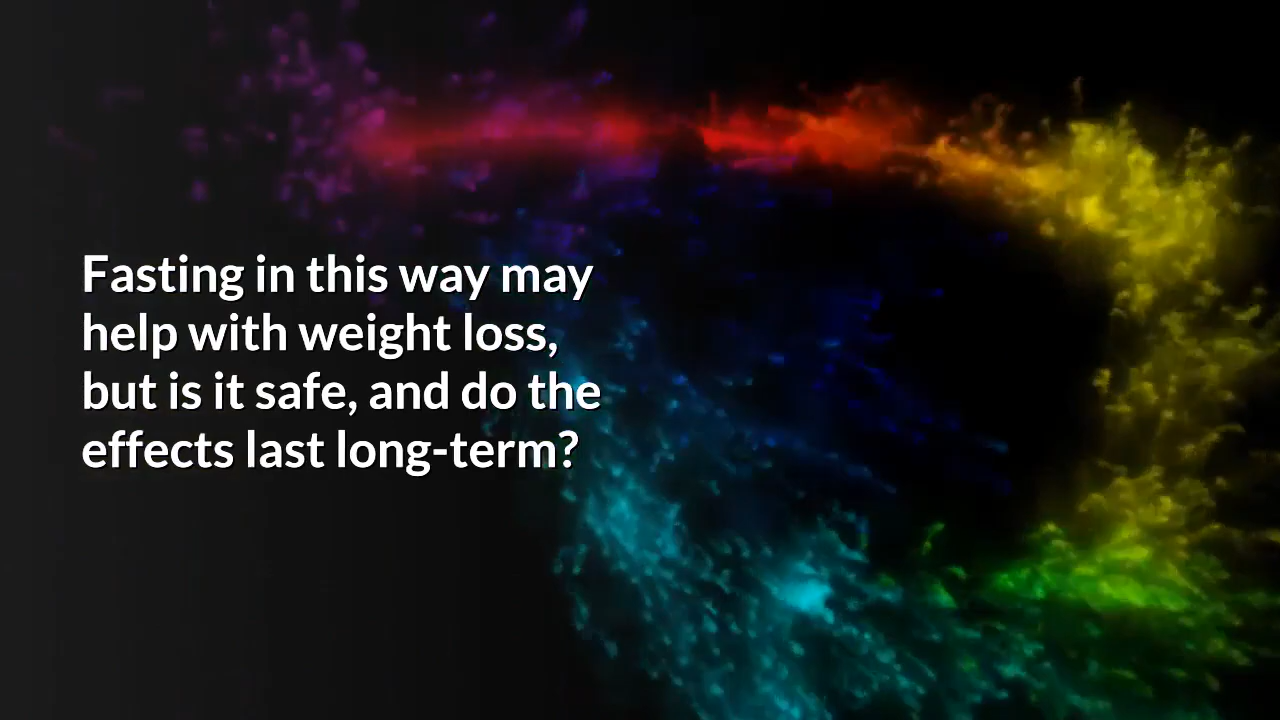 Fasting in this way may
help with weight loss,
but is it safe, and do the
effects last long-term?